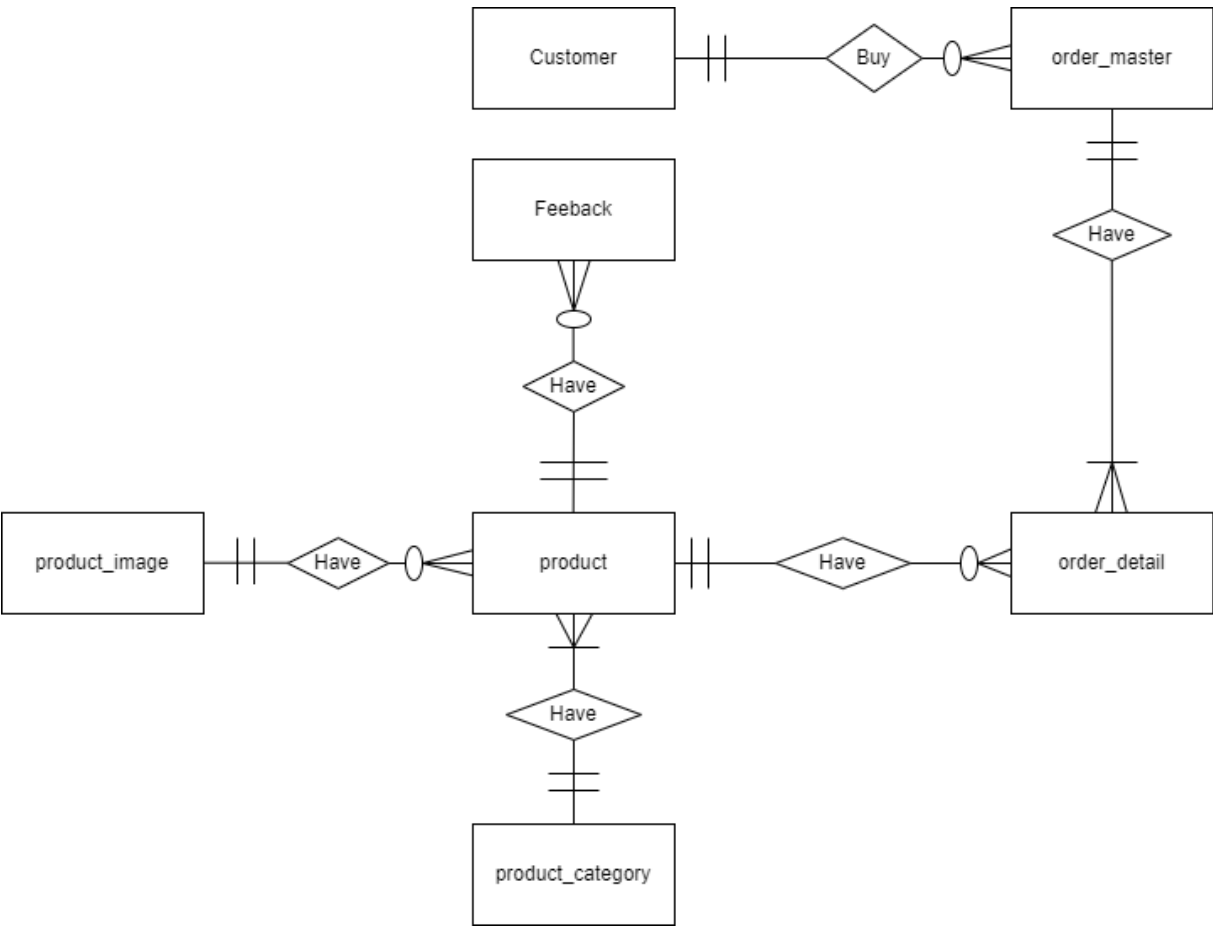 Customer
Buy
order_master
Feeback
Have
Have
product_image
Have
product
Have
order_detail
Have
product_category